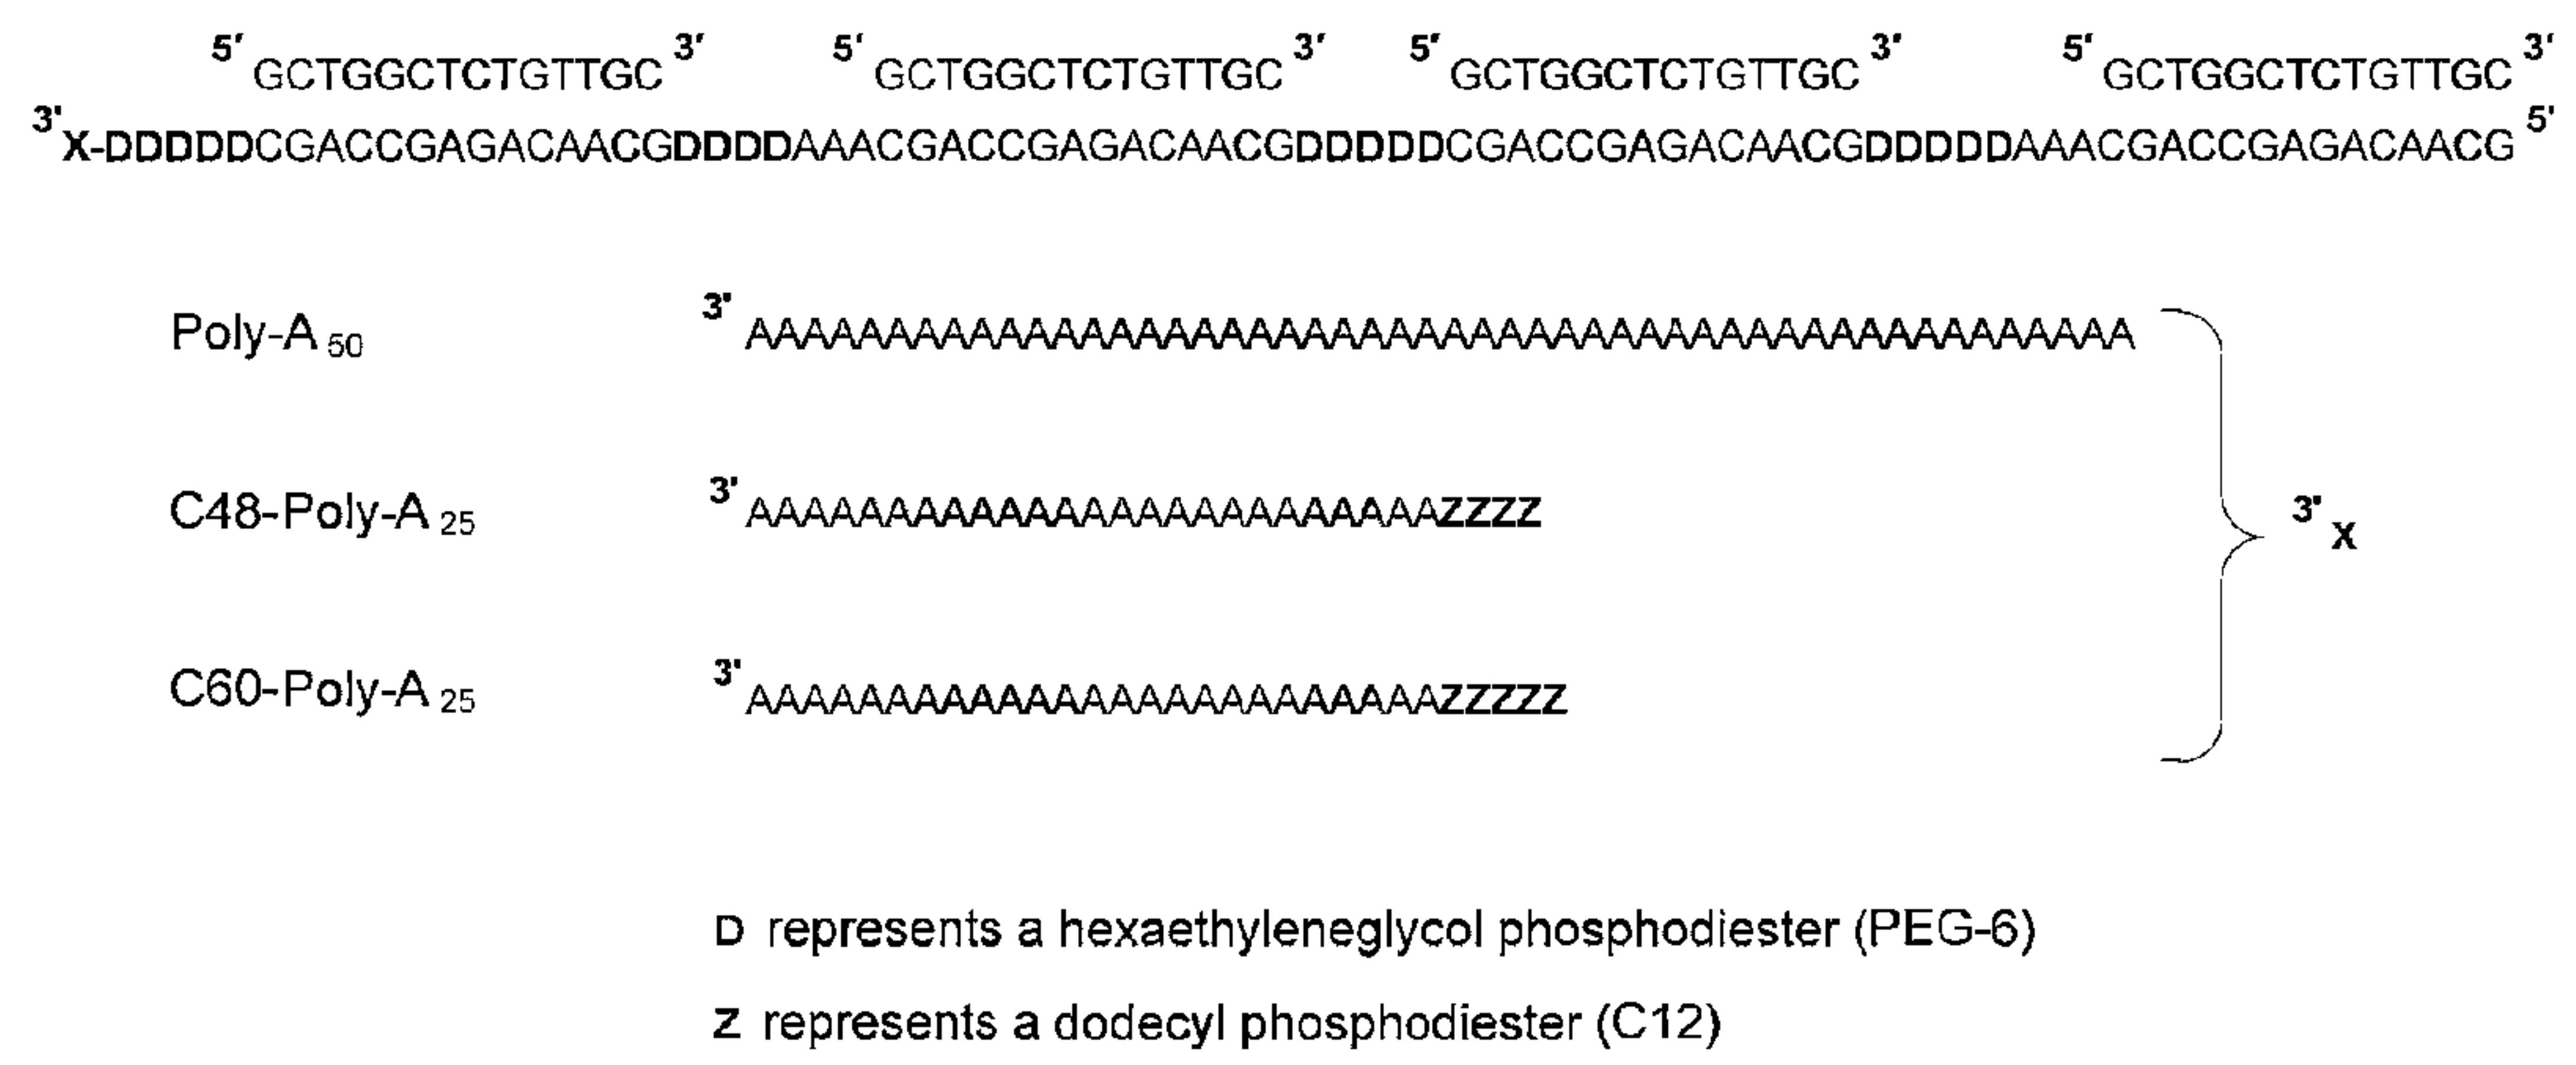 5′ GCTGGCTCTGTTGC 3′ 5′ GCTGGCTCTGTTGC 3′ 5′ GCTGGCTCTGTTGC 3′ 5′ GCTGGCTCTGTTGC 3′
3' X-DDDDDCGACCGAGACAACGDDDDAAACGACCGAGACAACGDDDDDCGACCGAGACAACGDDDDDAAACGACCGAGACAACG 5'
Poly-A 50 3' AAAAAAAAAAAAAAAAAAAAAAAAAAAAAAAAAAAAAAAAAAAAAAAAAA
C48-Poly-A 25 3' AAAAAAAAAAAAAAAAAAAAAAAAAZZZZ
3' X
C60-Poly-A 25 3' AAAAAAAAAAAAAAAAAAAAAAAAAZZZZZ
D represents a hexaethyleneglycol phosphodiester (PEG-6)
Z represents a dodecyl phosphodiester (C12)